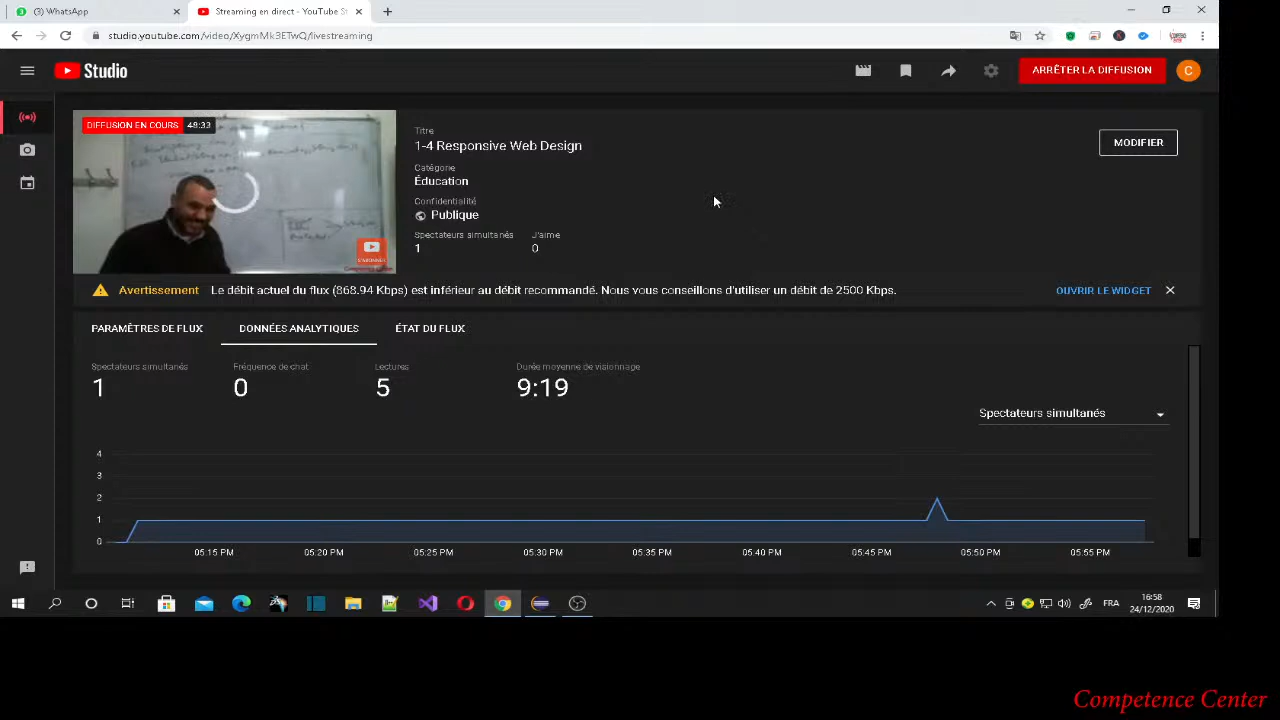 (3) WhatsApp
Streaming en direct - YouTube St
studio.youtube.com/video/XygmMk3ETwQ/livestreaming
Studio
ARRÊTER LA DIFFUSION
C
DIFFUSION EN COURS 48:33
Titre
1-4 Responsive Web Design
MODIFIER
Catégorie
Éducation
Confidentialité
Publique
Spectateurs simultanés J'aime
1 0
Avertissement Le débit actuel du flux (868.94 Kbps) est inférieur au débit recommandé. Nous vous conseillons d'utiliser un débit de 2500 Kbps. OUVRIR LE WIDGET
PARAMÈTRES DE FLUX DONNÉES ANALYTIQUES ÉTAT DU FLUX
Spectateurs simultanés Fréquence de chat Lectures Durée moyenne de visionnage
1 0 5 9:19
Spectateurs simultanés
4
3
2
1
0
05:15 PM 05:20 PM 05:25 PM 05:30 PM 05:35 PM 05:40 PM 05:45 PM 05:50 PM 05:55 PM
FRA
16:58
24/12/2020
Competence Center